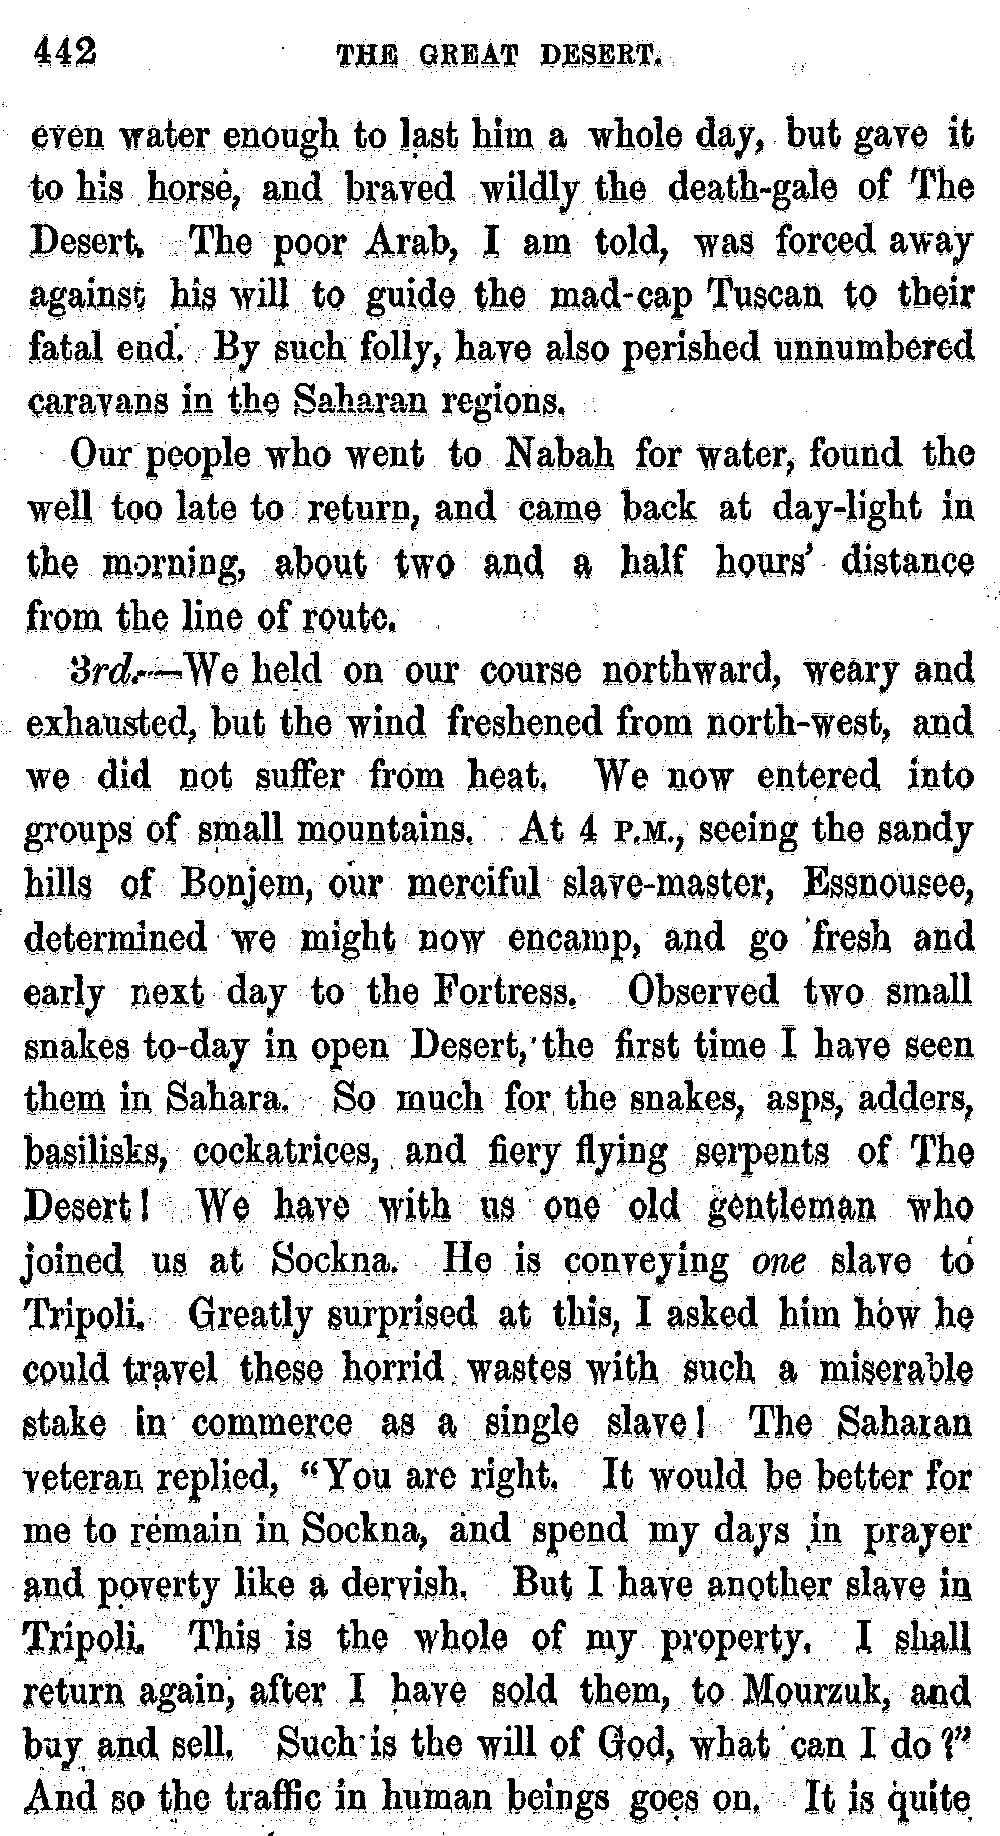 442 THE GREAT DESERT.
even water enough to last him a whole day, but gave it
to his horse, and braved wildly the death-gale of The
Desert. The poor Arab, I am told, was forced away
against his will to guide the mad-cap Tuscan to their
fatal end. By such folly, have also perished unnumbered
caravans in the Saharan regions.
Our people who went to Nabah for water, found the
well too late to return, and came back at day-light in
the morning, about two and a half hours' distance
from the line of route.
3rd.—We held on our course northward, weary and
exhausted, but the wind freshened from north-west, and
we did not suffer from heat. We now entered into
groups of small mountains. At 4 P.M., seeing the sandy
hills of Bonjem, our merciful slave-master, Essnousee,
determined we might now encamp, and go fresh and
early next day to the Fortress. Observed two small
snakes to-day in open Desert, the first time I have seen
them in Sahara. So much for the snakes, asps, adders,
basilisks, cockatrices, and fiery flying serpents of The
Desert! We have with us one old gentleman who
joined us at Sockna. He is conveying one slave to
Tripoli. Greatly surprised at this, I asked him how he
could travel these horrid wastes with such a miserable
stake in commerce as a single slave! The Saharan
veteran replied, "You are right. It would be better for
me to remain in Sockna, and spend my days in prayer
and poverty like a dervish. But I have another slave in
Tripoli. This is the whole of my property. I shall
return again, after I have sold them, to Mourzuk, and
buy and sell. Such is the will of God, what can I do?"
And so the traffic in human beings goes on. It is quite